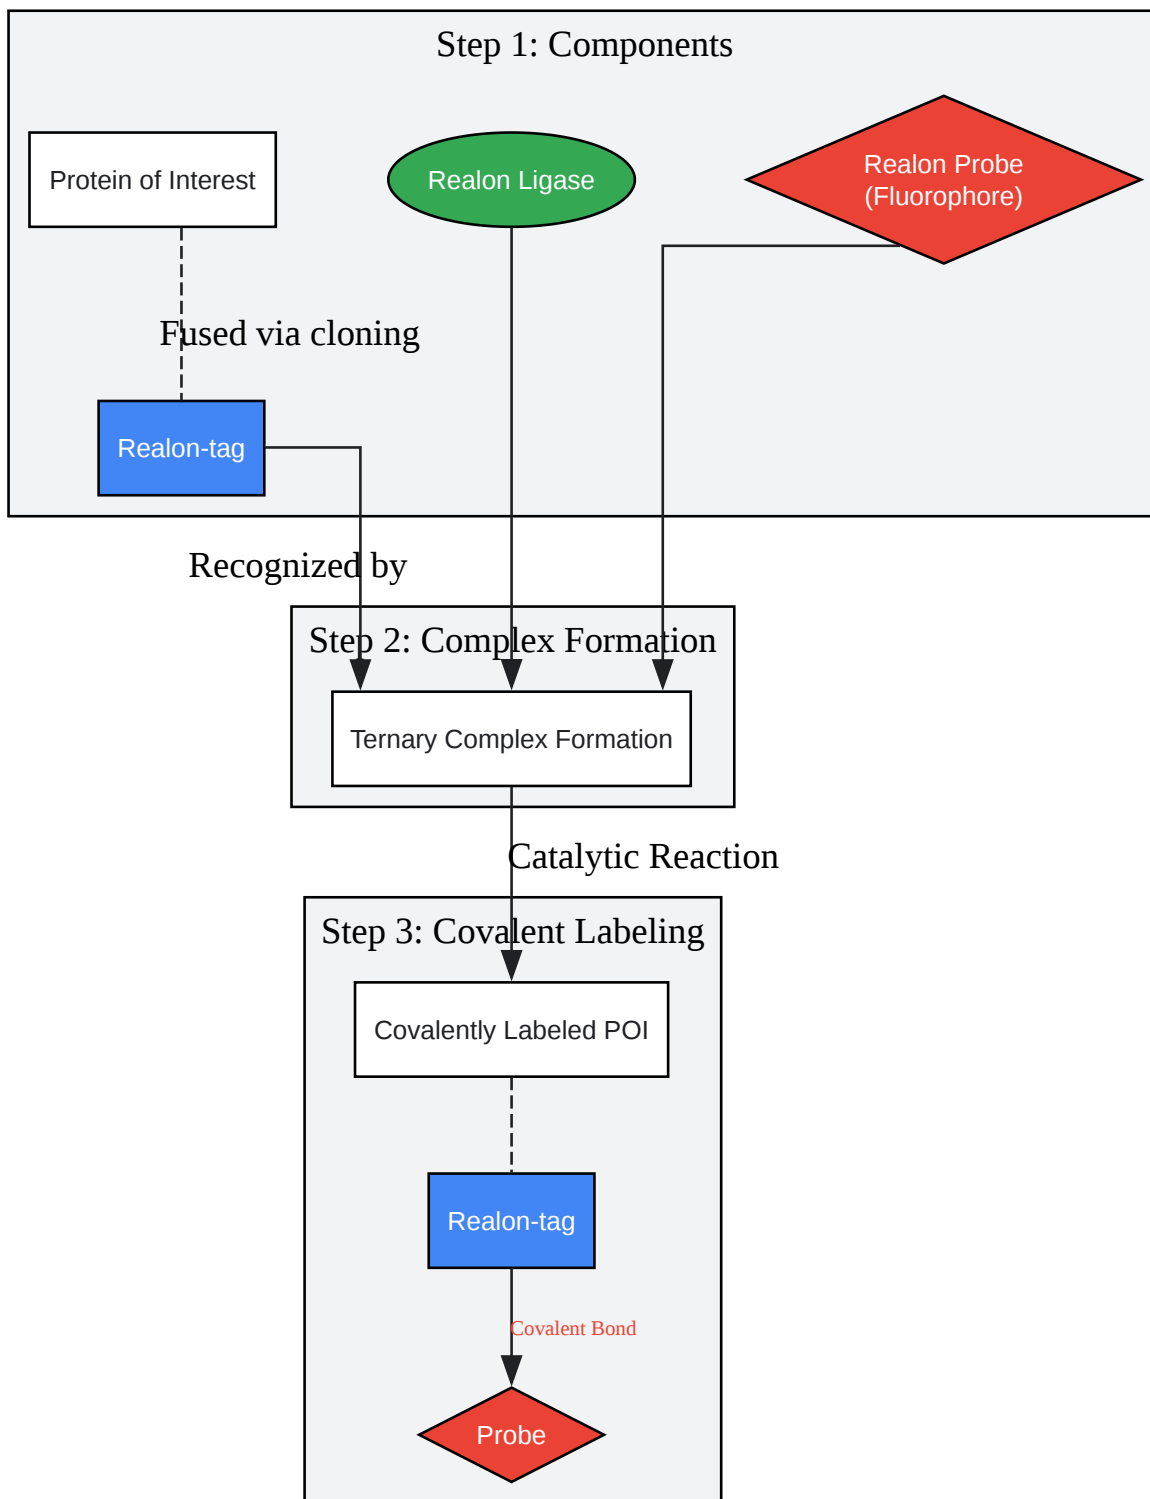 Step 1: Components
Protein of Interest
Realon Ligase
Realon Probe
(Fluorophore)
Fused via cloning
Realon-tag
Recognized by
Step 2: Complex Formation
Ternary Complex Formation
Catalytic Reaction
Step 3: Covalent Labeling
Covalently Labeled POI
Realon-tag
Covalent Bond
Probe